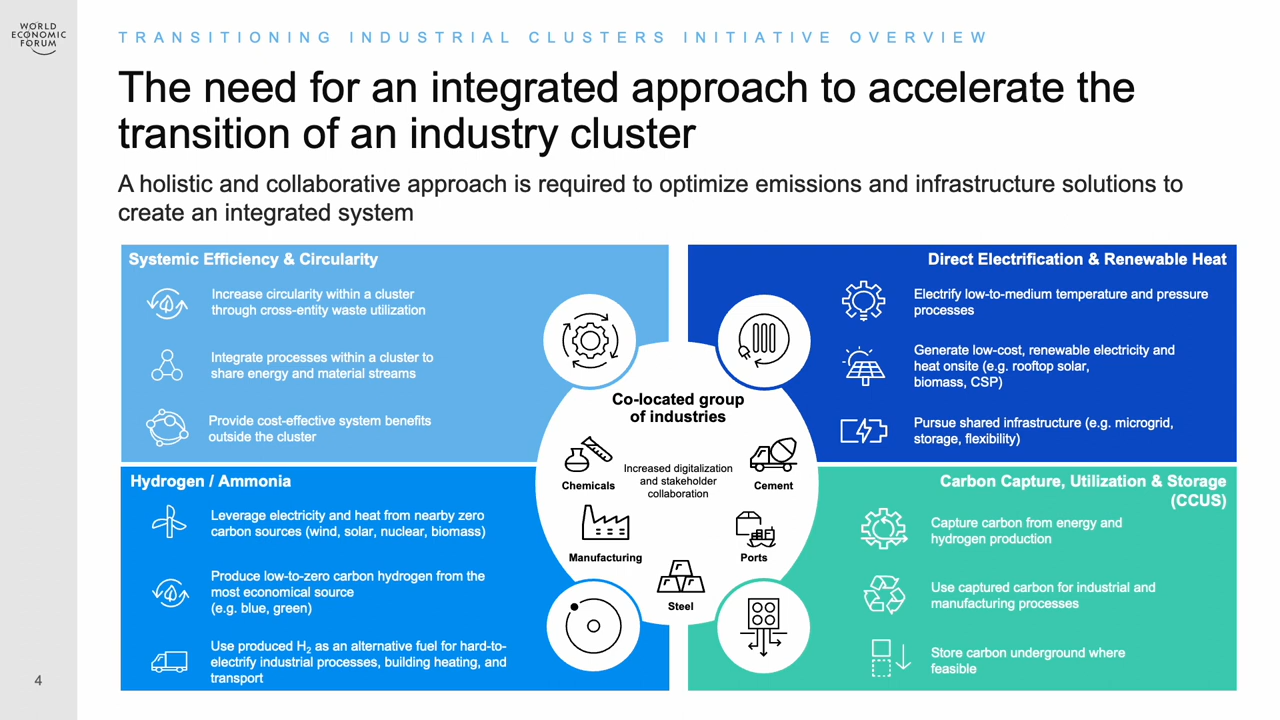 WORLD
ECONOMIC
FORUM
TRANSITIONING INDUSTRIAL CLUSTERS INITIATIVE OVERVIEW
The need for an integrated approach to accelerate the
transition of an industry cluster
A holistic and collaborative approach is required to optimize emissions and infrastructure solutions to
create an integrated system
Systemic Efficiency & Circularity
Increase circularity within a cluster
through cross-entity waste utilization
Integrate processes within a cluster to
share energy and material streams
Provide cost-effective system benefits
outside the cluster
Direct Electrification & Renewable Heat
Electrify low-to-medium temperature and pressure
processes
Generate low-cost, renewable electricity and
heat onsite (e.g. rooftop solar,
biomass, CSP)
Pursue shared infrastructure (e.g. microgrid,
storage, flexibility)
Co-located group
of industries
Increased digitalization
and stakeholder
collaboration
Chemicals
Cement
Manufacturing
Ports
Steel
Hydrogen / Ammonia
Leverage electricity and heat from nearby zero
carbon sources (wind, solar, nuclear, biomass)
Produce low-to-zero carbon hydrogen from the
most economical source
(e.g. blue, green)
Use produced H₂ as an alternative fuel for hard-to-
electrify industrial processes, building heating, and
transport
Carbon Capture, Utilization & Storage
(CCUS)
Capture carbon from energy and
hydrogen production
Use captured carbon for industrial and
manufacturing processes
Store carbon underground where
feasible
4